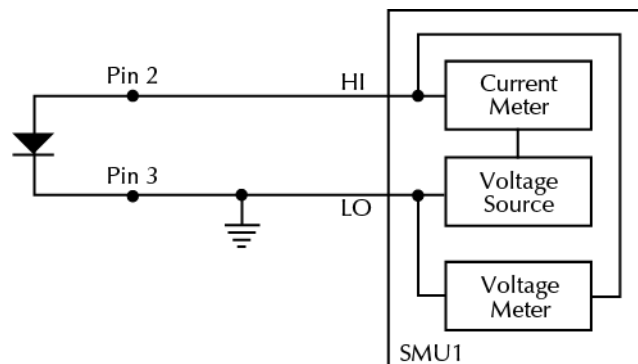 Pin 2
HI
Current
Meter
Pin 3
LO
Voltage
Source
Voltage
Meter
SMU1